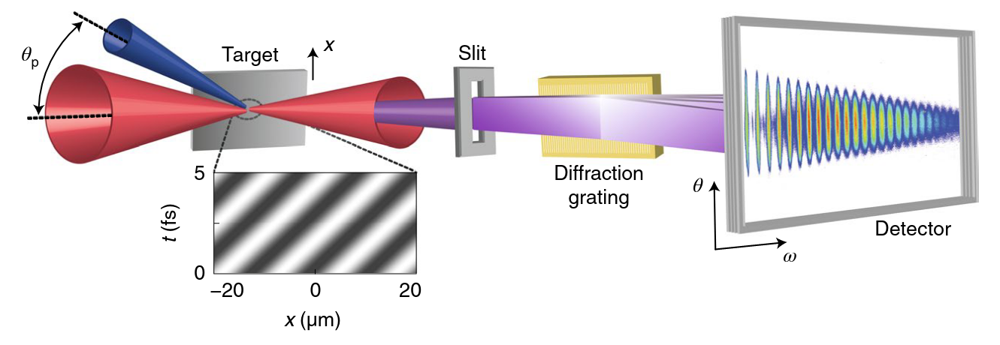 θp
Target
x
Slit
Diffraction
grating
θ
ω
Detector
5
0
t (fs)
−20
0
20
x (μm)